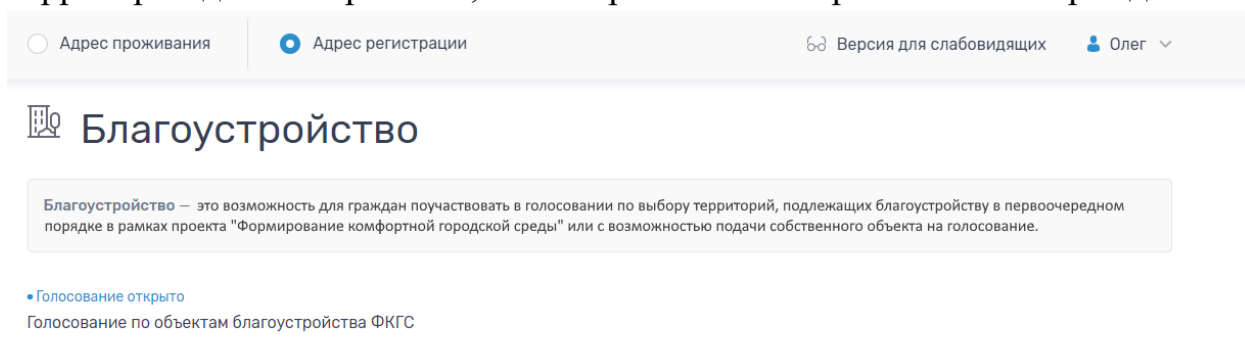 Адрес проживания
Адрес регистрации
Версия для слабовидящих
Олег
Благоустройство
Благоустройство – это возможность для граждан поучаствовать в голосовании по выбору территорий, подлежащих благоустройству в первоочередном
порядке в рамках проекта "Формирование комфортной городской среды" или с возможностью подачи собственного объекта на голосование.
• Голосование открыто
Голосование по объектам благоустройства ФКГС